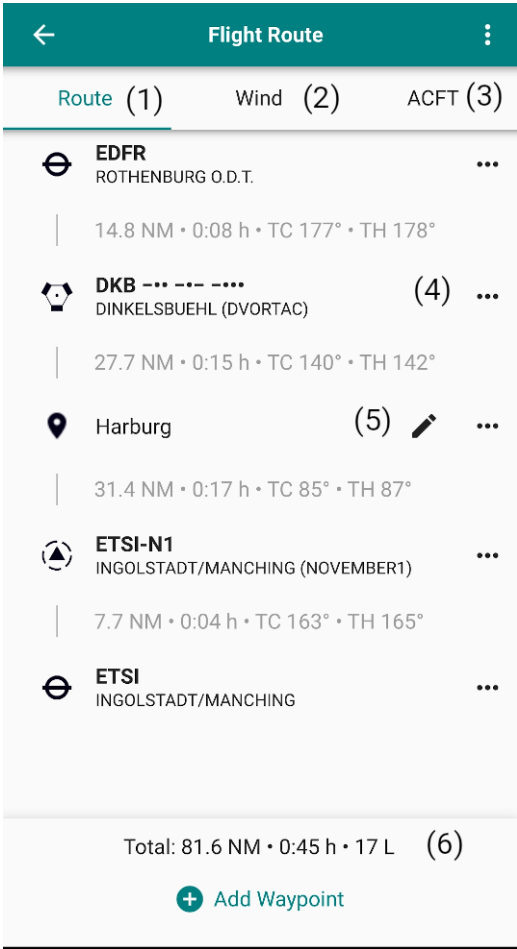 Flight Route
Route (1) Wind (2) ACFT (3)
EDFR
ROTHENBURG O.D.T.
14.8 NM • 0:08 h • TC 177° • TH 178°
DKB −•• −•− −•••
DINKELSBUEHL (DVORTAC) (4)
27.7 NM • 0:15 h • TC 140° • TH 142°
Harburg (5)
31.4 NM • 0:17 h • TC 85° • TH 87°
ETSI-N1
INGOLSTADT/MANCHING (NOVEMBER1)
7.7 NM • 0:04 h • TC 163° • TH 165°
ETSI
INGOLSTADT/MANCHING
Total: 81.6 NM • 0:45 h • 17 L (6)
Add Waypoint